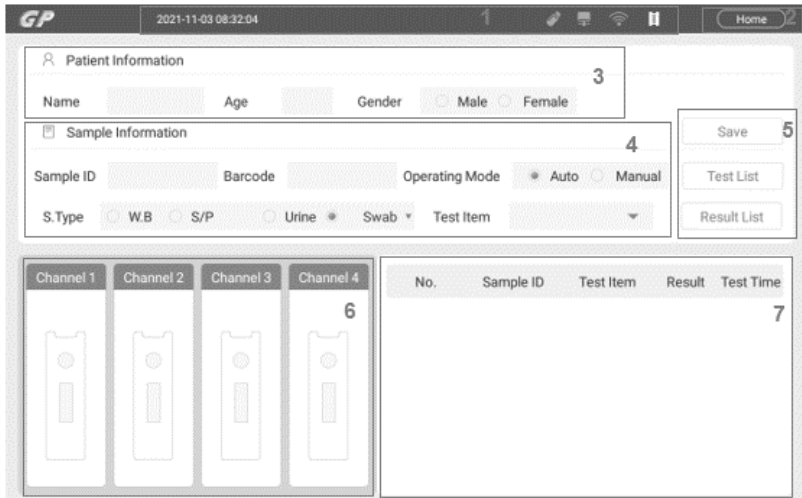 GP 2021-11-03 08:32:04 1 Home 2
Patient Information 3
Name Age Gender Male Female
Sample Information 4 Save 5
Sample ID Barcode Operating Mode Auto Manual Test List
S.Type W.B S/P Urine Swab Test Item Result List
Channel 1 Channel 2 Channel 3 Channel 4 No. Sample ID Test Item Result Test Time
6 7